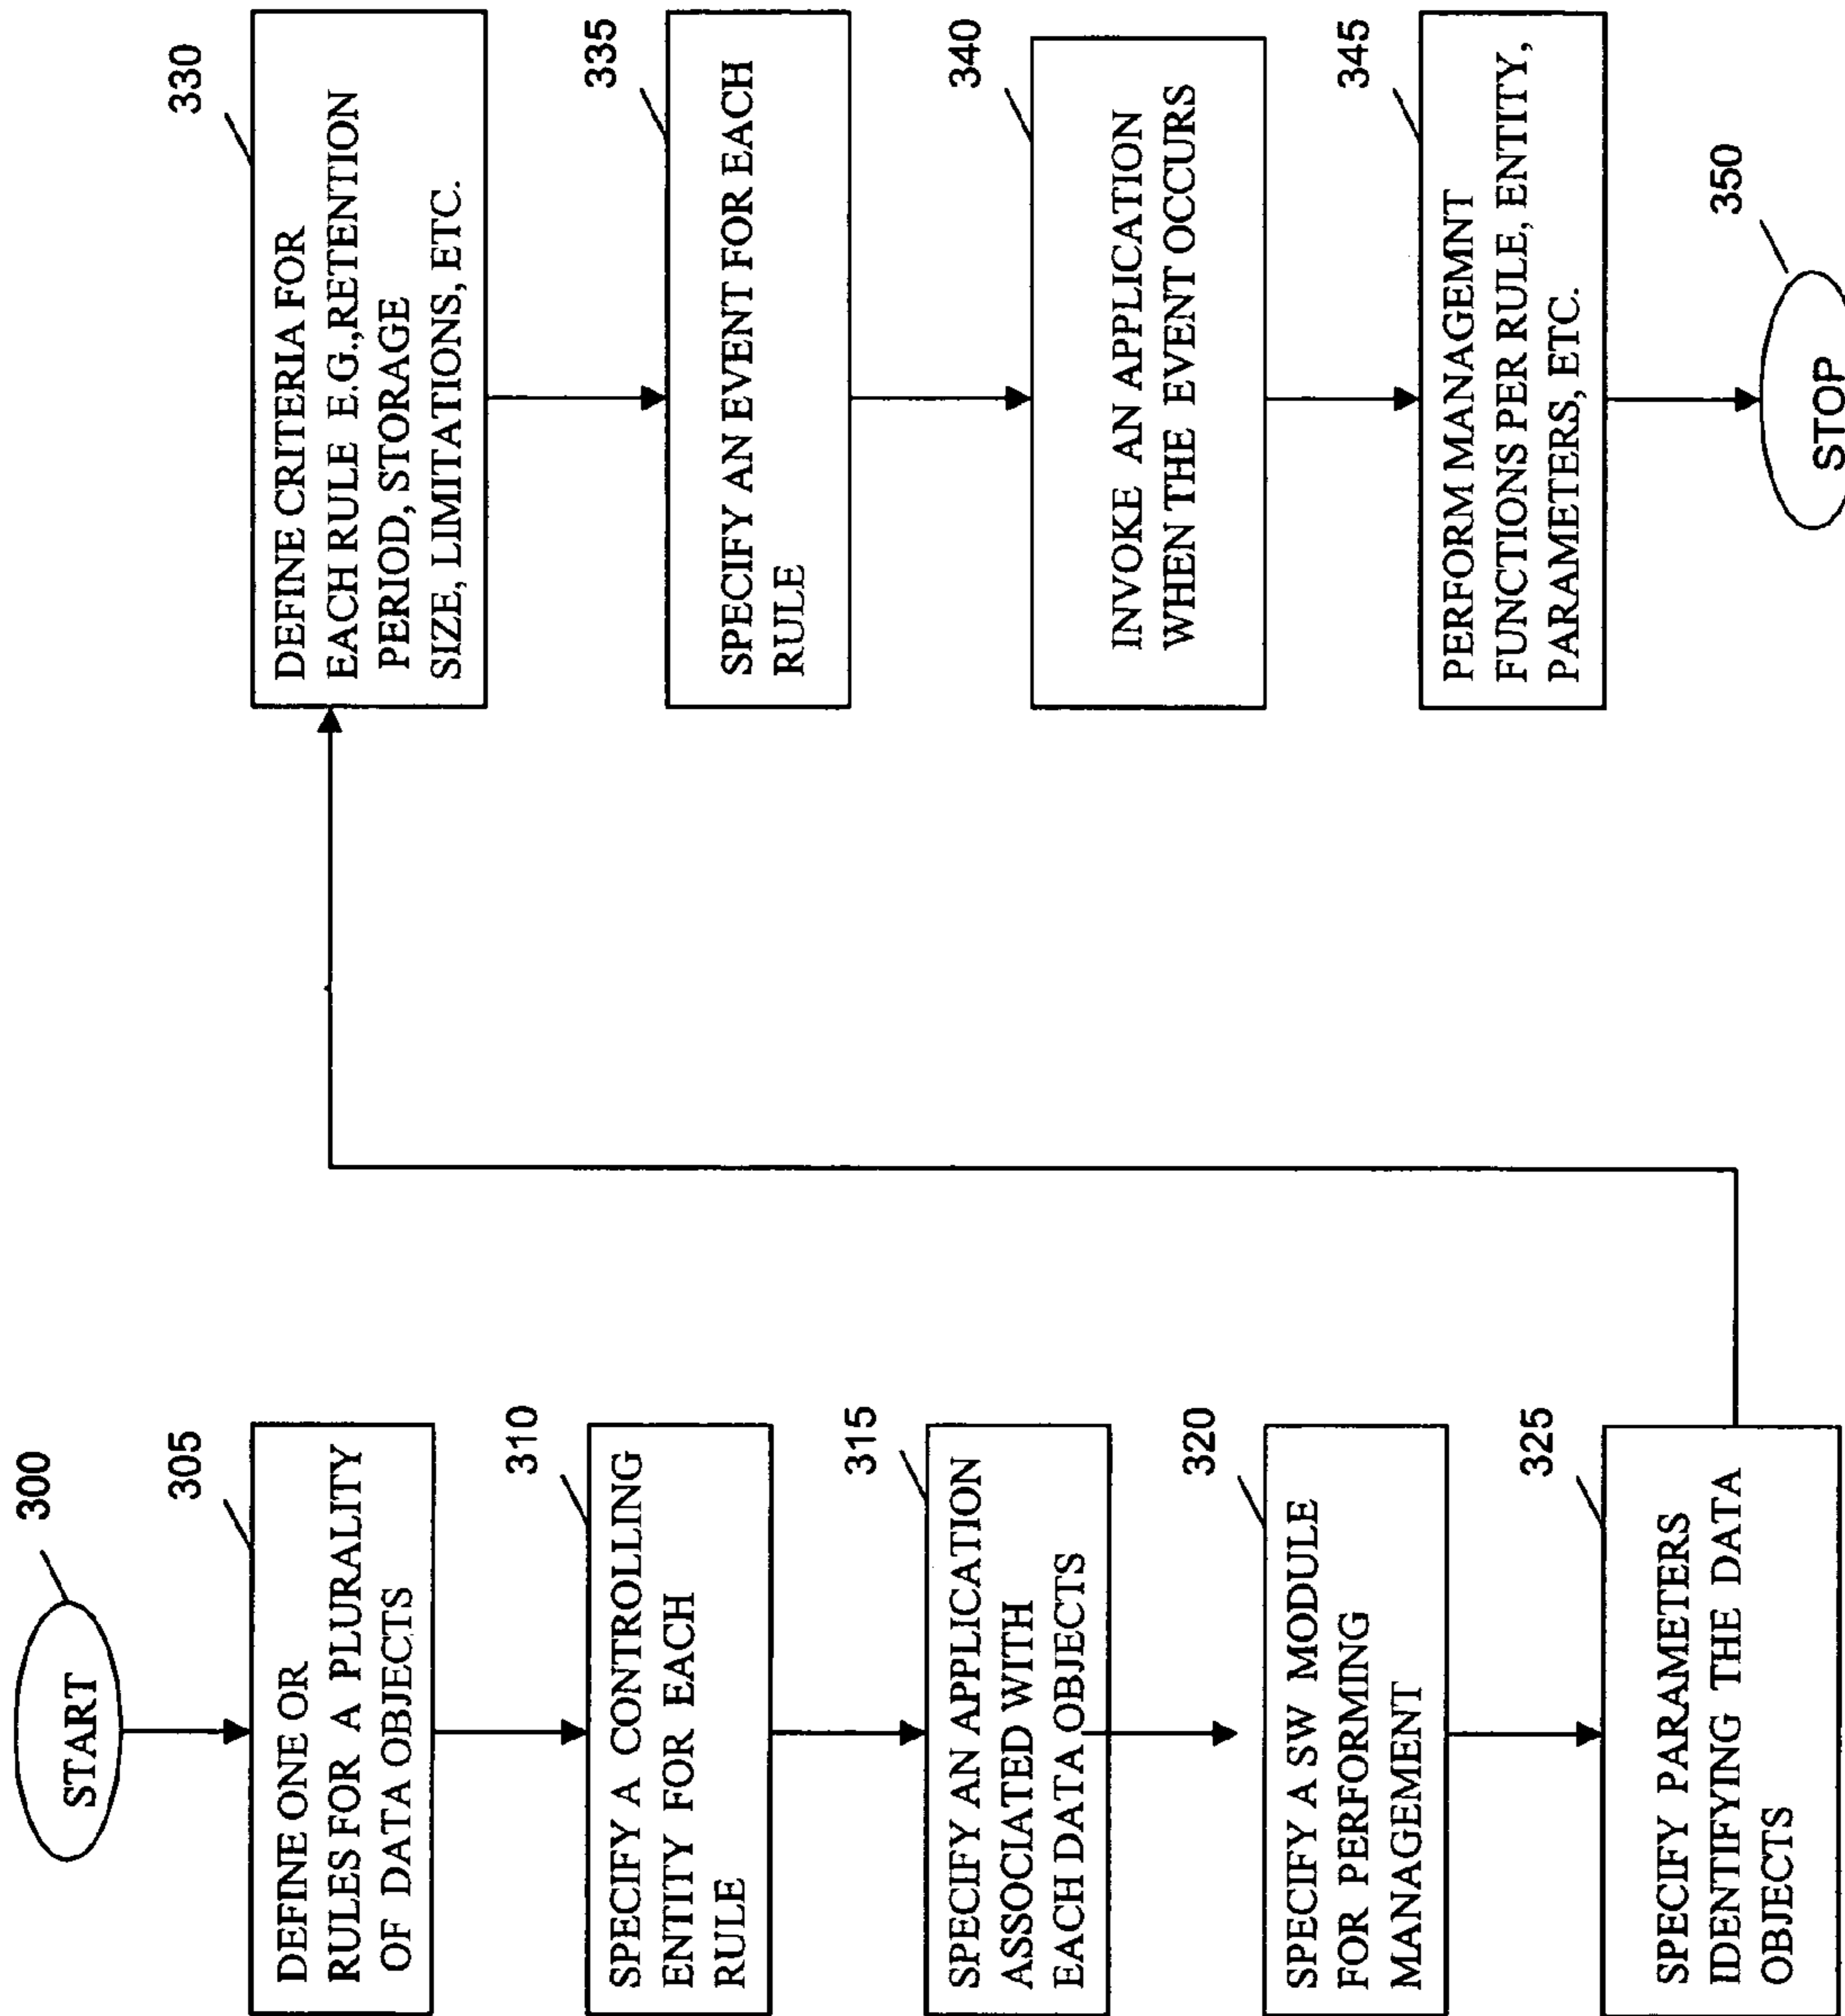 300
START
305
DEFINE ONE OR
RULES FOR A PLURALITY
OF DATA OBJECTS
310
SPECIFY A CONTROLLING
ENTITY FOR EACH
RULE
315
SPECIFY AN APPLICATION
ASSOCIATED WITH
EACH DATA OBJECTS
320
SPECIFY A SW MODULE
FOR PERFORMING
MANAGEMENT
325
SPECIFY PARAMETERS
IDENTIFYING THE DATA
OBJECTS
330
DEFINE CRITERIA FOR
EACH RULE E.G.,RETENTION
PERIOD, STORAGE
SIZE, LIMITATIONS, ETC.
335
SPECIFY AN EVENT FOR EACH
RULE
340
INVOKE AN APPLICATION
WHEN THE EVENT OCCURS
345
PERFORM MANAGEMNT
FUNCTIONS PER RULE, ENTITY,
PARAMETERS, ETC.
350
STOP